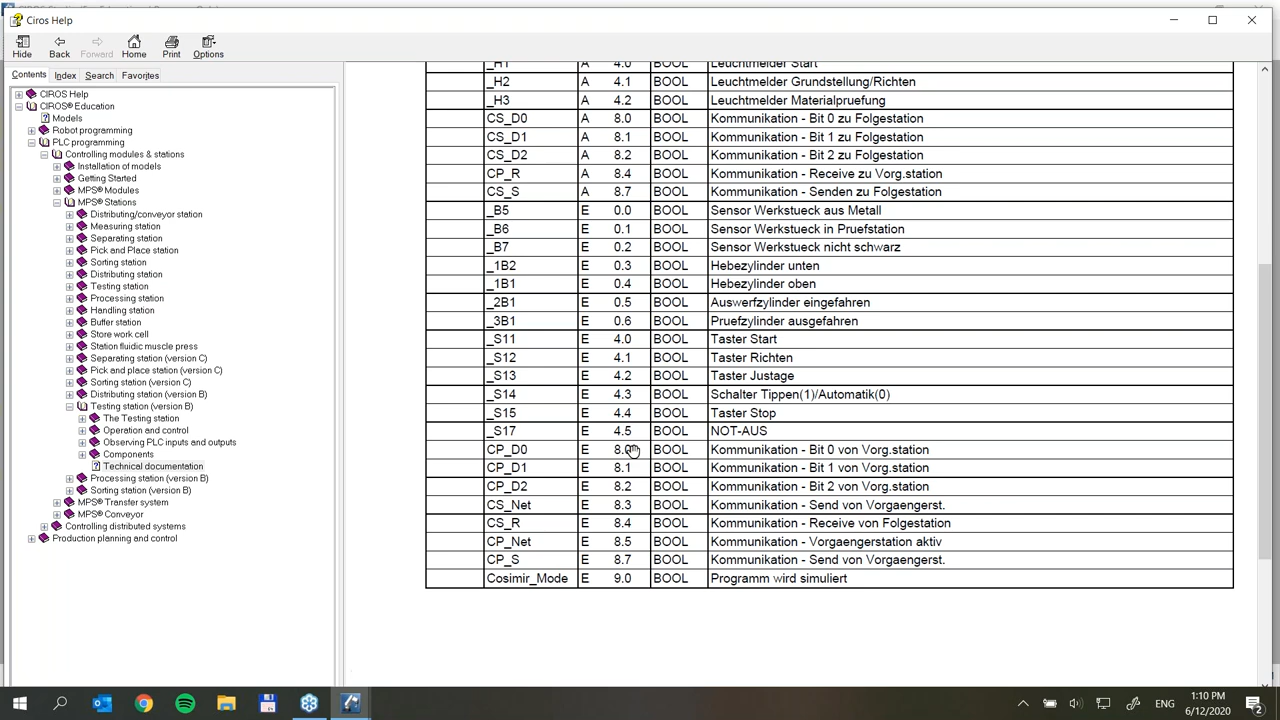 Ciros Help
Hide Back Forward Home Print Options
Contents Index Search Favorites
CIROS Help
CIROS® Education
Models
Robot programming
PLC programming
Controlling modules & stations
Installation of models
Getting Started
MPS® Modules
MPS® Stations
Distributing/conveyor station
Measuring station
Separating station
Pick and Place station
Sorting station
Distributing station
Testing station
Processing station
Handling station
Buffer station
Store work cell
Station fluidic muscle press
Separating station (version C)
Pick and place station (version C)
Sorting station (version C)
Distributing station (version B)
Testing station (version B)
The Testing station
Operation and control
Observing PLC inputs and outputs
Components
Technical documentation
Processing station (version B)
Sorting station (version B)
MPS® Transfer system
MPS® Conveyor
Controlling distributed systems
Production planning and control
_H1 A 4.0 BOOL Leuchtmelder Start
_H2 A 4.1 BOOL Leuchtmelder Grundstellung/Richten
_H3 A 4.2 BOOL Leuchtmelder Materialpruefung
CS_D0 A 8.0 BOOL Kommunikation - Bit 0 zu Folgestation
CS_D1 A 8.1 BOOL Kommunikation - Bit 1 zu Folgestation
CS_D2 A 8.2 BOOL Kommunikation - Bit 2 zu Folgestation
CP_R A 8.4 BOOL Kommunikation - Receive zu Vorg.station
CS_S A 8.7 BOOL Kommunikation - Senden zu Folgestation
_B5 E 0.0 BOOL Sensor Werkstueck aus Metall
_B6 E 0.1 BOOL Sensor Werkstueck in Pruefstation
_B7 E 0.2 BOOL Sensor Werkstueck nicht schwarz
_1B2 E 0.3 BOOL Hebezylinder unten
_1B1 E 0.4 BOOL Hebezylinder oben
_2B1 E 0.5 BOOL Auswerfzylinder eingefahren
_3B1 E 0.6 BOOL Pruefzylinder ausgefahren
_S11 E 4.0 BOOL Taster Start
_S12 E 4.1 BOOL Taster Richten
_S13 E 4.2 BOOL Taster Justage
_S14 E 4.3 BOOL Schalter Tippen(1)/Automatik(0)
_S15 E 4.4 BOOL Taster Stop
_S17 E 4.5 BOOL NOT-AUS
CP_D0 E 8.0 BOOL Kommunikation - Bit 0 von Vorg.station
CP_D1 E 8.1 BOOL Kommunikation - Bit 1 von Vorg.station
CP_D2 E 8.2 BOOL Kommunikation - Bit 2 von Vorg.station
CS_Net E 8.3 BOOL Kommunikation - Send von Vorgaengerst.
CS_R E 8.4 BOOL Kommunikation - Receive von Folgestation
CP_Net E 8.5 BOOL Kommunikation - Vorgaengerstation aktiv
CP_S E 8.7 BOOL Kommunikation - Send von Vorgaengerst.
Cosimir_Mode E 9.0 BOOL Programm wird simuliert
ENG
1:10 PM
6/12/2020
2